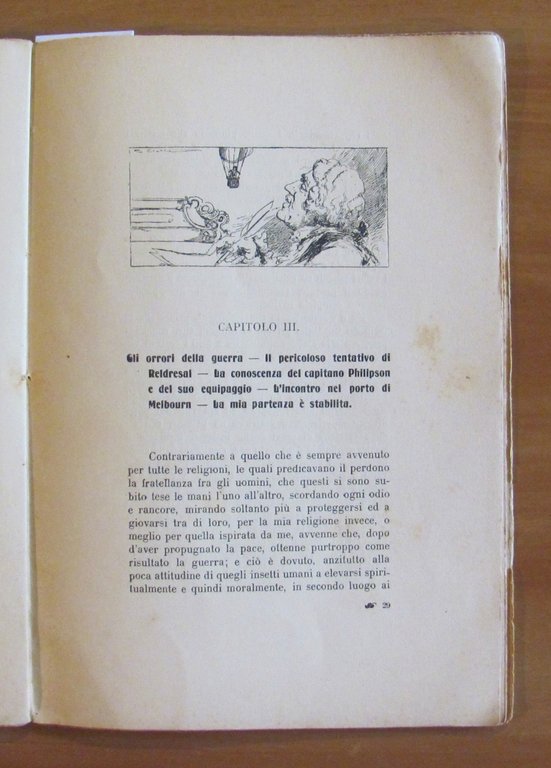 CAPITOLO III.
Gli orrori della guerra — Il pericoloso tentativo di
Reldresal — La conoscenza del capitano Philipson
e del suo equipaggio — L'incontro nel porto di
Melbourn — La mia partenza è stabilita.
Contrariamente a quello che è sempre avvenuto
per tutte le religioni, le quali predicavano il perdono
la fratellanza fra gli uomini, che questi si sono su-
bito tese le mani l'uno all'altro, scordando ogni odio
e rancore, mirando soltanto più a proteggersi ed a
giovarsi tra di loro, per la mia religione invece, o
meglio per quella ispirata da me, avvenne che, dopo
d'aver propugnato la pace, ottenne purtroppo come
risultato la guerra; e ciò è dovuto, anzitutto alla
poca attitudine di quegli insetti umani a elevarsi spiri-
tualmente e quindi moralmente, in secondo luogo ai
29